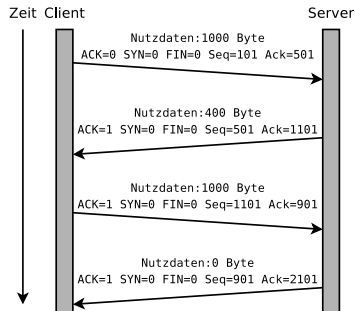 Zeit Client Server
Nutzdaten:1000 Byte
ACK=0 SYN=0 FIN=0 Seq=101 Ack=501
Nutzdaten:400 Byte
ACK=1 SYN=0 FIN=0 Seq=501 Ack=1101
Nutzdaten:1000 Byte
ACK=1 SYN=0 FIN=0 Seq=1101 Ack=901
Nutzdaten:0 Byte
ACK=1 SYN=0 FIN=0 Seq=901 Ack=2101